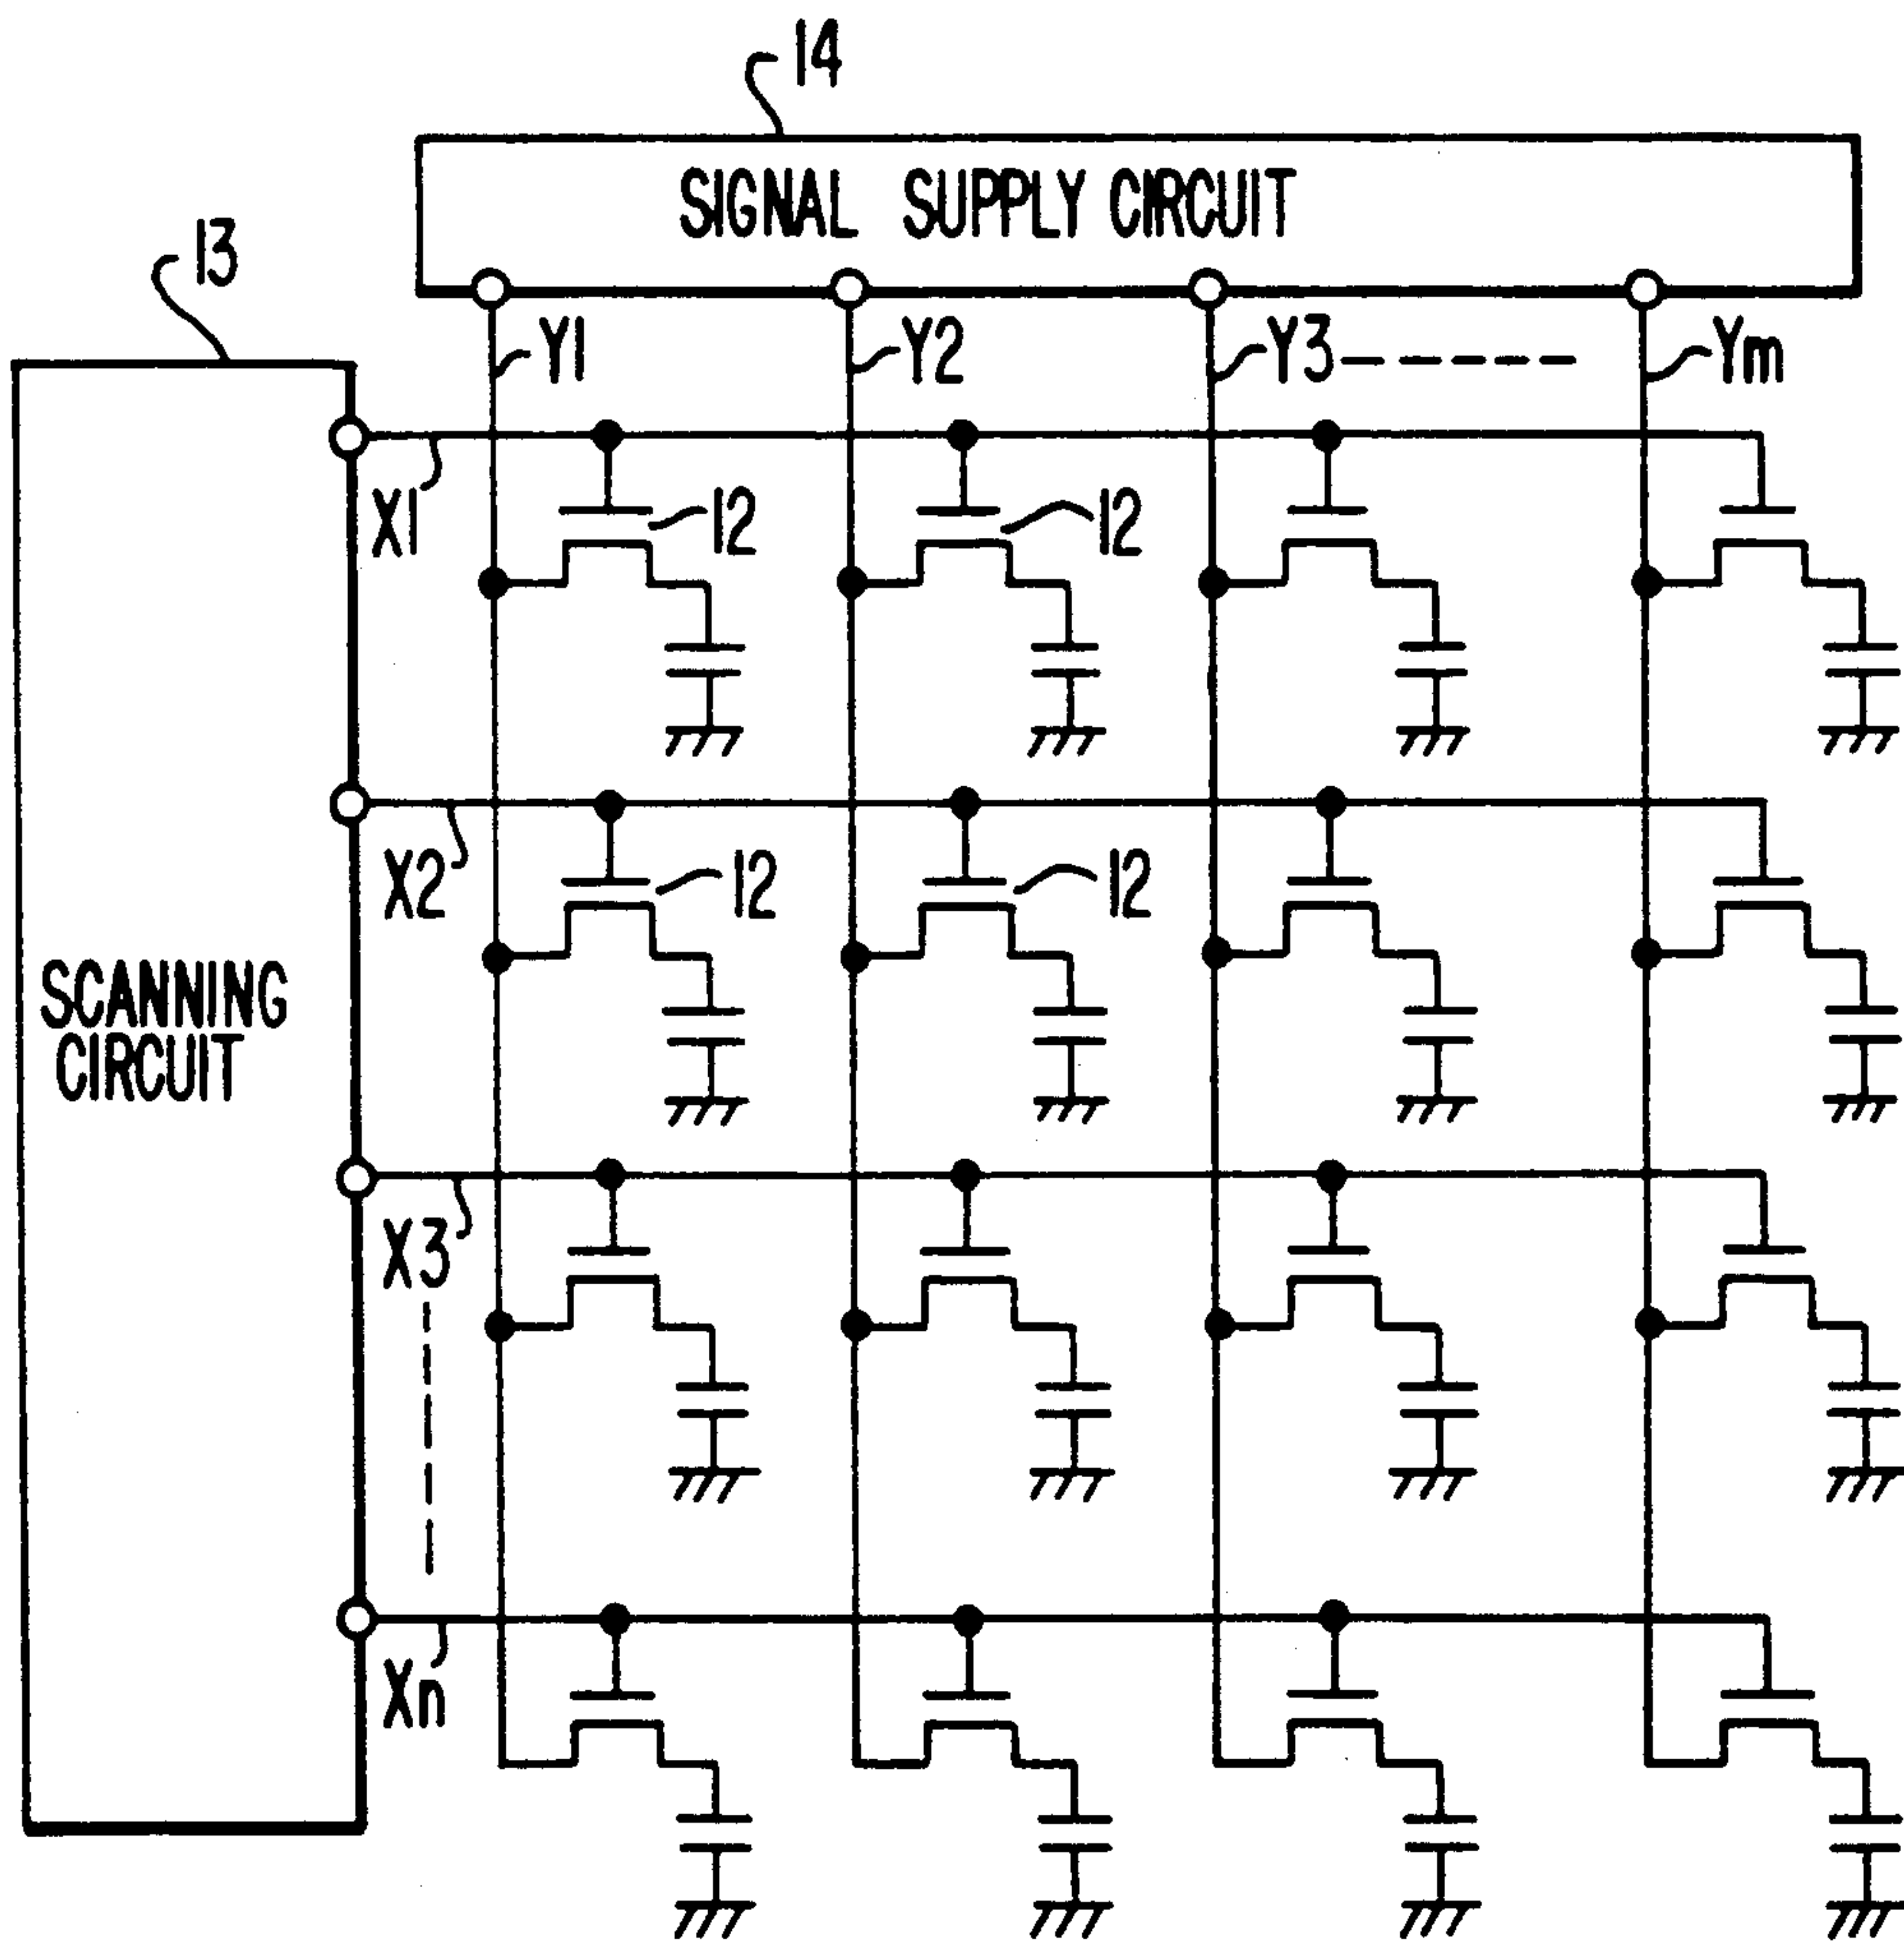 14
SIGNAL SUPPLY CIRCUIT
13
Y1 Y2 Y3 Ym
X1 12 12
X2 12 12
SCANNING
CIRCUIT
X3
Xn